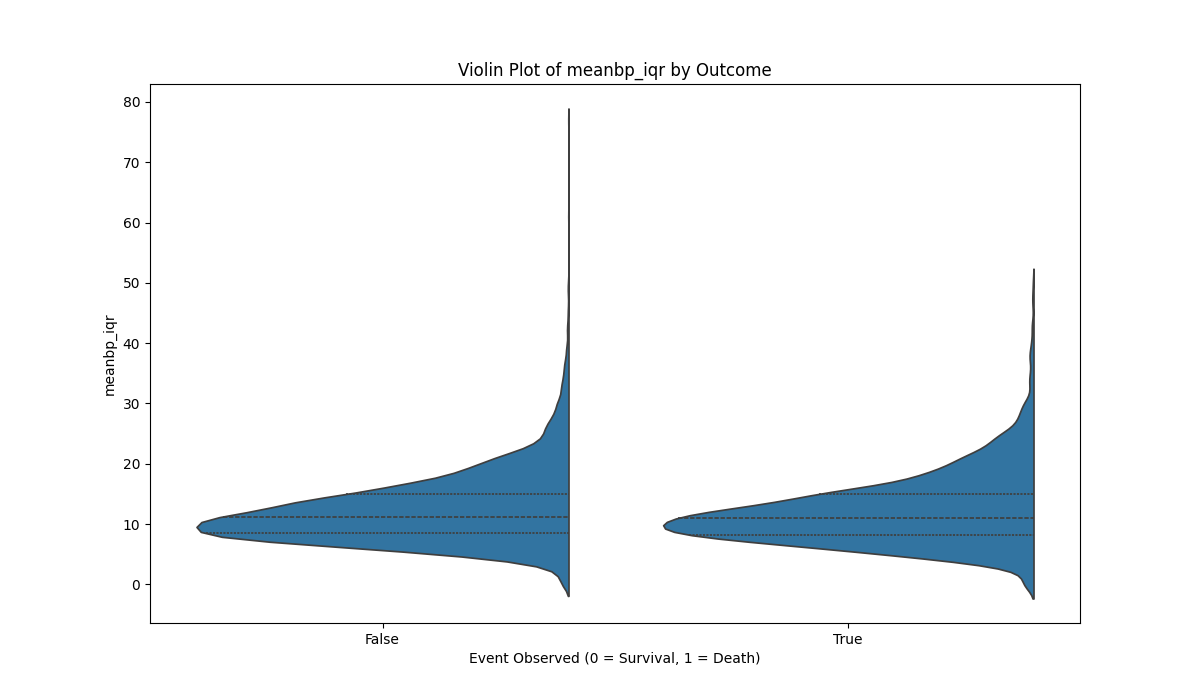 Violin Plot of meanbp_iqr by Outcome
80
70
60
50
40
30
20
10
0
meanbp_iqr
False
True
Event Observed (0 = Survival, 1 = Death)